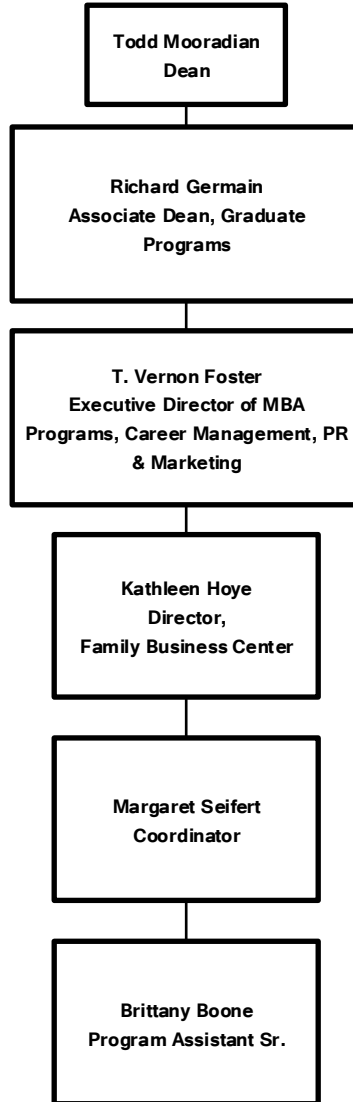 Todd Mooradian
Dean
Richard Germain
Associate Dean, Graduate
Programs
T. Vernon Foster
Executive Director of MBA
Programs, Career Management, PR
& Marketing
Kathleen Hoye
Director,
Family Business Center
Margaret Seifert
Coordinator
Brittany Boone
Program Assistant Sr.